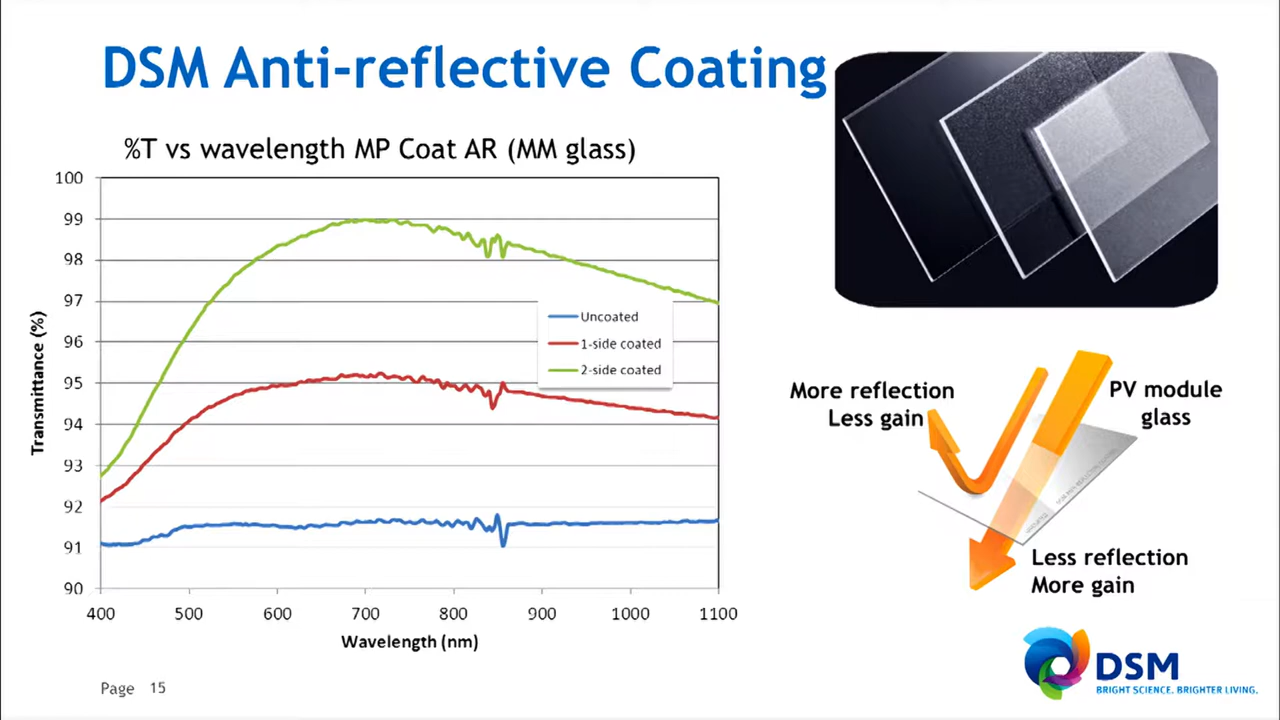 DSM Anti-reflective Coating
%T vs wavelength MP Coat AR (MM glass)
100
99
98
97
96
95
94
93
92
91
90
Transmittance (%)
400 500 600 700 800 900 1000 1100
Wavelength (nm)
Uncoated
1-side coated
2-side coated
More reflection
Less gain
PV module
glass
Less reflection
More gain
Page 15
DSM
BRIGHT SCIENCE. BRIGHTER LIVING.